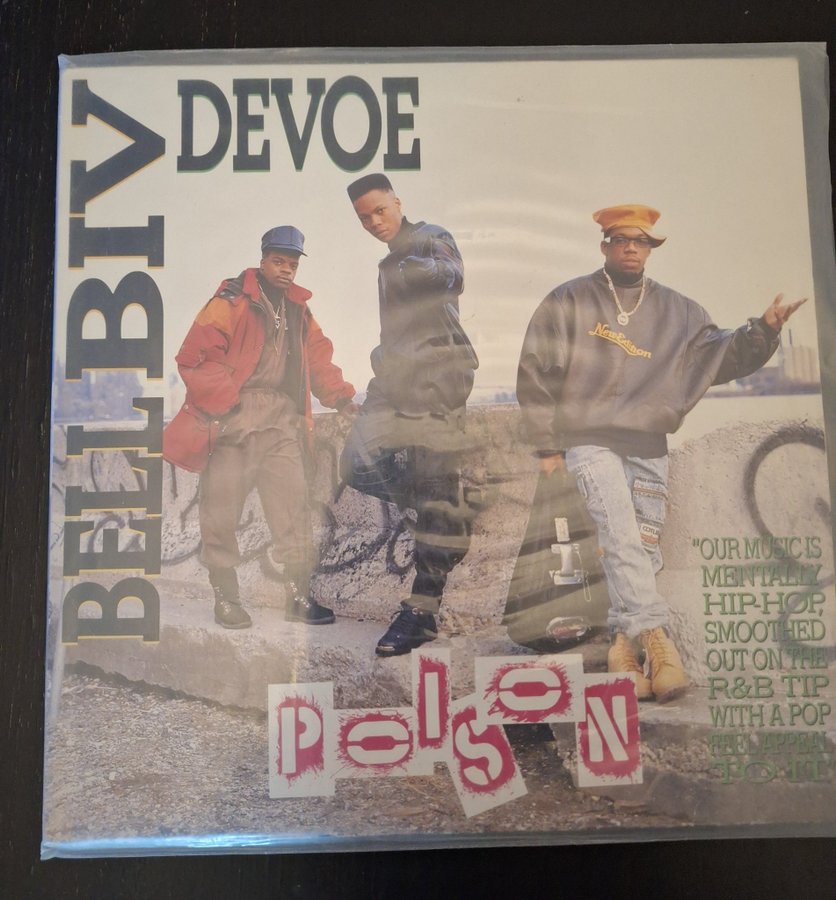 BELL BIV
DEVOE
New Edition
"OUR MUSIC IS
MENTALLY
HIP-HOP,
SMOOTHED
OUT ON THE
R&B TIP
WITH A POP
FEEL APPEAL
TO IT"
POISON